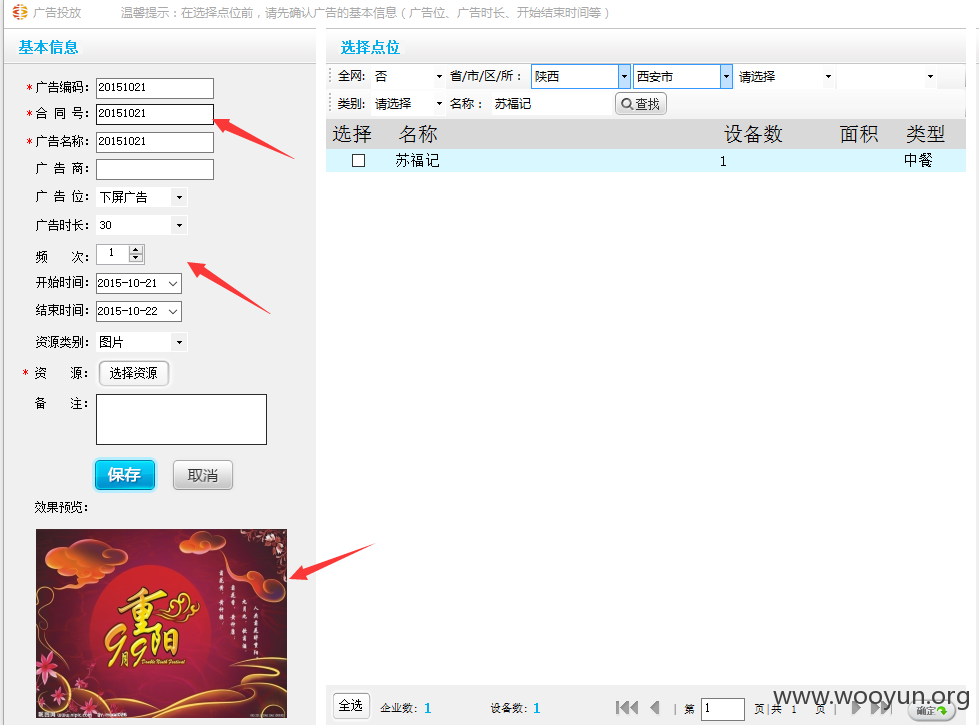 广告投放 温馨提示：在选择点位前，请先确认广告的基本信息（广告位、广告时长、开始结束时间等）
基本信息
*广告编码： 20151021
*合 同 号： 20151021
*广告名称： 20151021
广 告 商：
广 告 位： 下屏广告
广告时长： 30
频 次： 1
开始时间： 2015-10-21
结束时间： 2015-10-22
资源类别： 图片
*资 源： 选择资源
备 注：
保存 取消
效果预览：
重阳
9月9
Double Ninth Festival
选择点位
全网： 否 省/市/区/所： 陕西 西安市 请选择
类别： 请选择 名称： 苏福记 查找
选择 名称 设备数 面积 类型
苏福记 1 中餐
全选 企业数： 1 设备数： 1 第 1 页|共 1 页 确定
www.wooyun.org